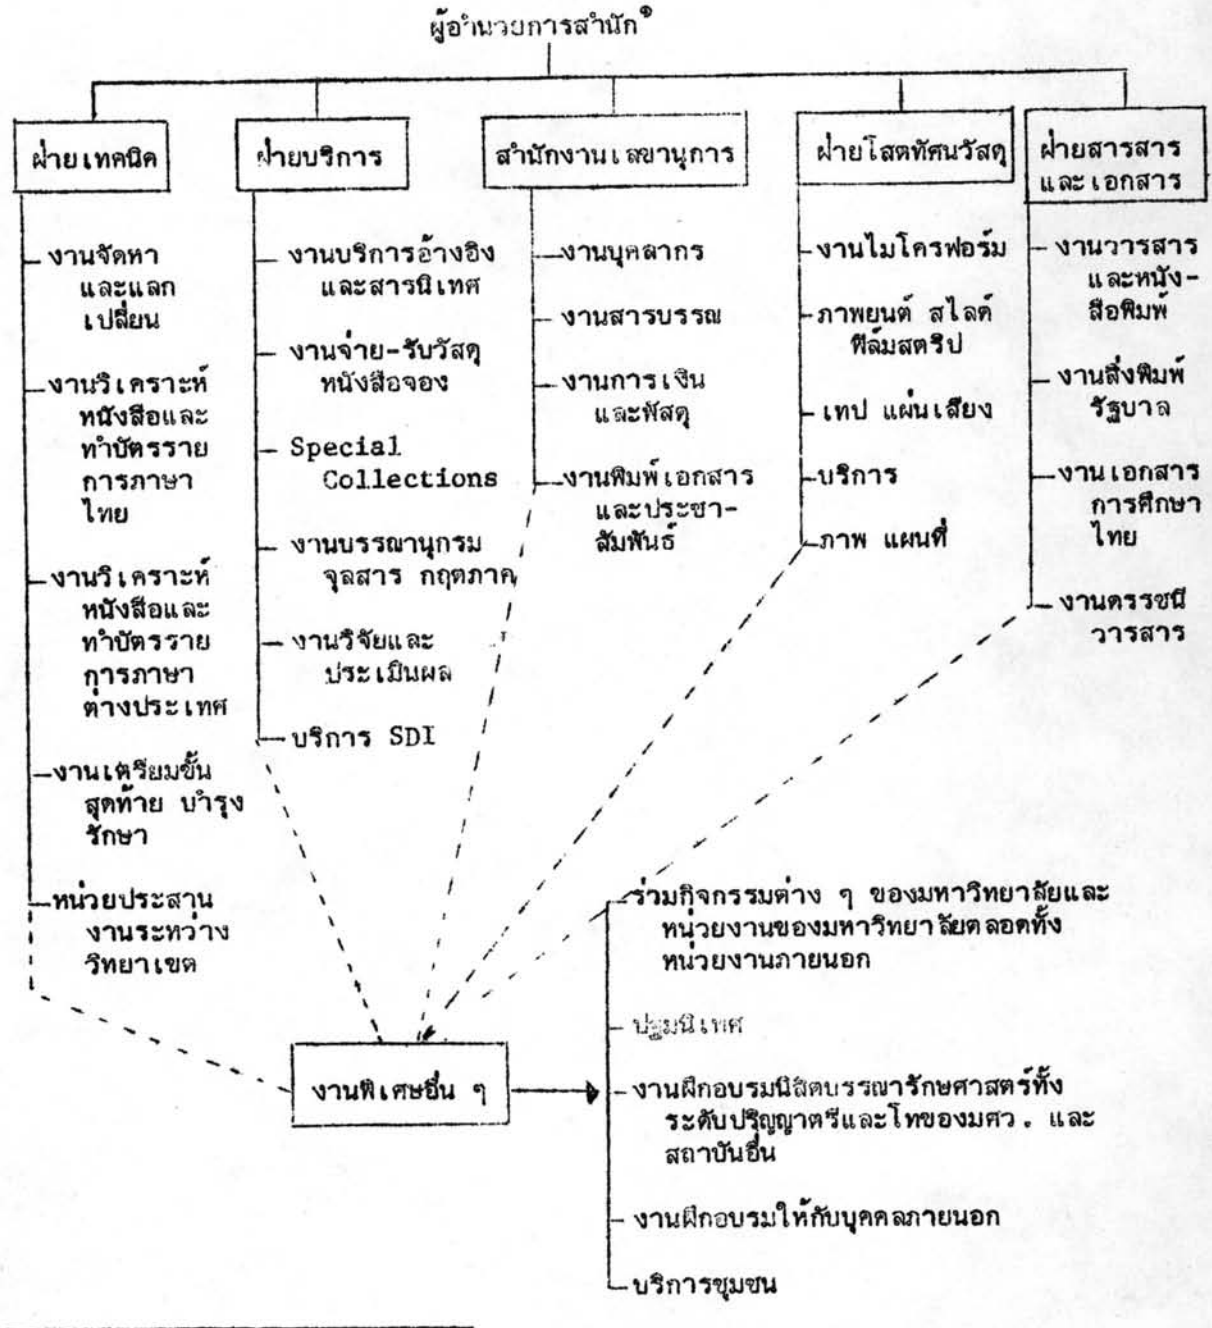 ผู้อำนวยการสำนัก๑
ฝ่ายเทคนิค
งานจัดหา
และแลก
เปลี่ยน
งานวิเคราะห์
หนังสือและ
ทำบัตรราย
การภาษา
ไทย
งานวิเคราะห์
หนังสือและ
ทำบัตรราย
การภาษา
ต่างประเทศ
งานเตรียมขั้น
สุดท้าย บำรุง
รักษา
หน่วยประสาน
งานระหว่าง
วิทยาเขต
ฝ่ายบริการ
งานบริการอ้างอิง
และสารนิเทศ
งานจ่าย-รับวัสดุ
หนังสือจอง
Special
Collections
งานบรรณานุกรม
จุลสาร กฤตภาค
งานวิจัยและ
ประเมินผล
บริการ SDI
สำนักงานเลขานุการ
งานบุคลากร
งานสารบรรณ
งานการเงิน
และพัสดุ
งานพิมพ์เอกสาร
และประชา-
สัมพันธ์
ฝ่ายโสตทัศนวัสดุ
งานไมโครฟอร์ม
ภาพยนต์ สไลด์
ฟิล์มสตริป
เทป แผ่นเสียง
บริการ
ภาพ แผนที่
ฝ่ายสารสาร
และเอกสาร
งานวารสาร
และหนัง-
สือพิมพ์
งานสิ่งพิมพ์
รัฐบาล
งานเอกสาร
การศึกษา
ไทย
งานดรรชนี
วารสาร
งานพิเศษอื่น ๆ
ร่วมกิจกรรมต่าง ๆ ของมหาวิทยาลัยและ
หน่วยงานของมหาวิทยาลัยตลอดทั้ง
หน่วยงานภายนอก
ปฐมนิเทศ
งานฝึกอบรมนิสิตบรรณารักษศาสตร์ทั้ง
ระดับปริญญาตรีและโทของมศว. และ
สถาบันอื่น
งานฝึกอบรมให้กับบุคคลภายนอก
บริการชุมชน